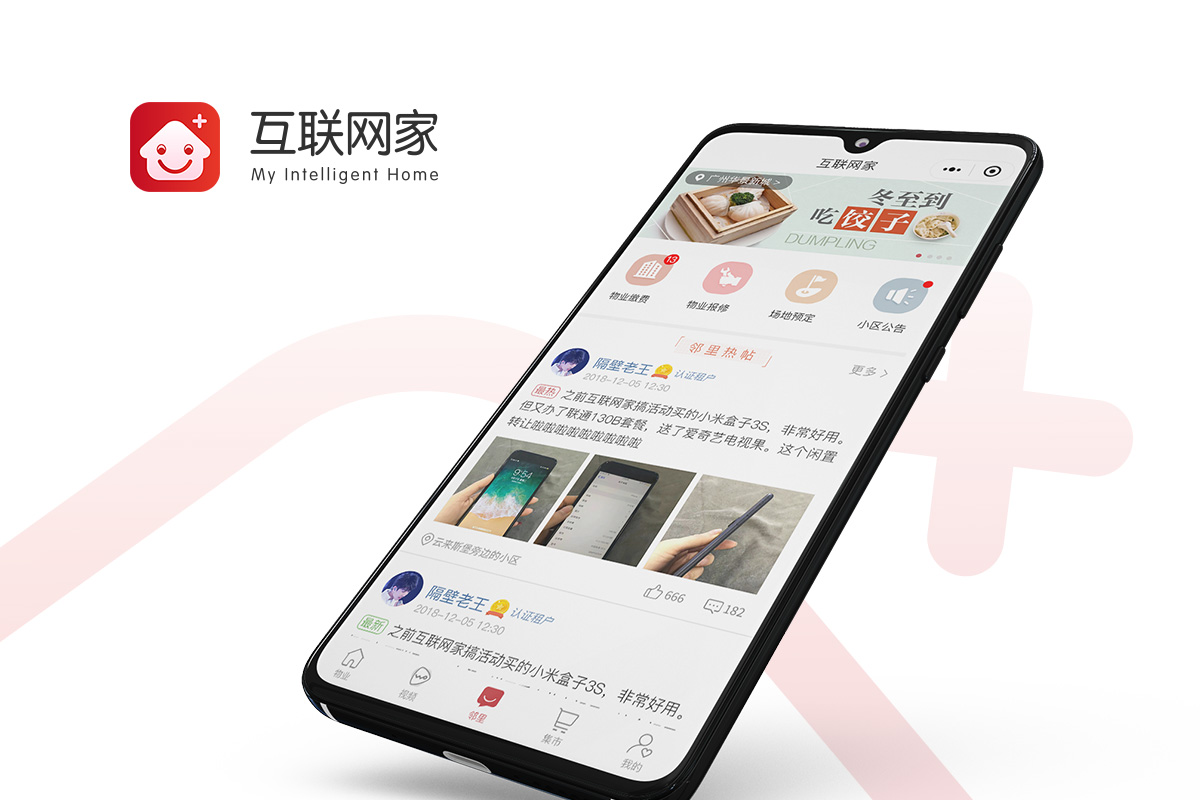 互联网家
My Intelligent Home
互联网家
广州华景新城 >
冬至到
吃饺子
DUMPLING
13
物业缴费
物业报修
场地预定
小区公告
「邻里热帖」
更多 >
隔壁老王 认证租户
2018-12-05 12:30
最热 之前互联网家搞活动买的小米盒子3S，非常好用。
但又办了联通130B套餐，送了爱奇艺电视果。这个闲置
转让啦啦啦啦啦啦啦啦啦
9:54
云来斯堡旁边的小区
666
182
隔壁老王 认证租户
2018-12-05 12:30
最新 之前互联网家搞活动买的小米盒子3S，非常好用。
物业
视频
邻里
集市
我的